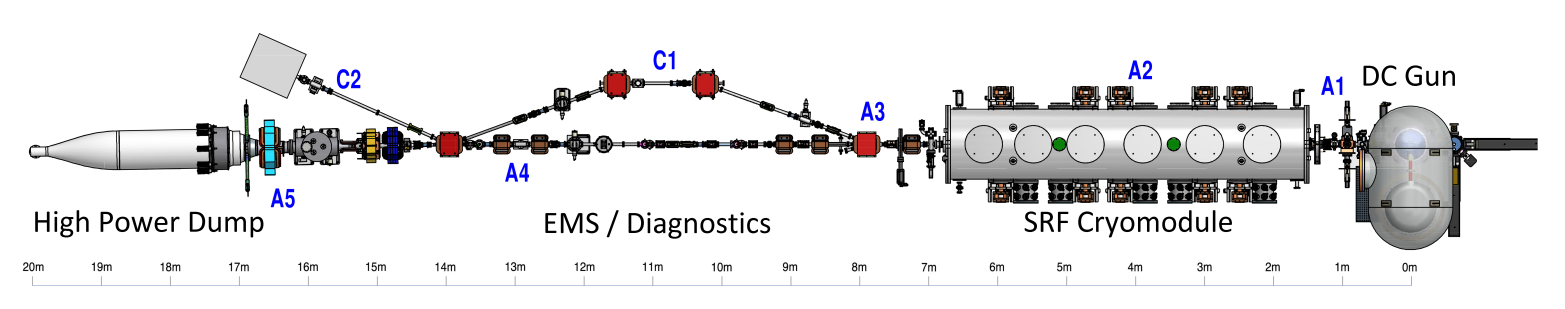 C1
C2
A2
DC Gun
A1
A3
A4
A5
High Power Dump
EMS / Diagnostics
SRF Cryomodule
20m 19m 18m 17m 16m 15m 14m 13m 12m 11m 10m 9m 8m 7m 6m 5m 4m 3m 2m 1m 0m